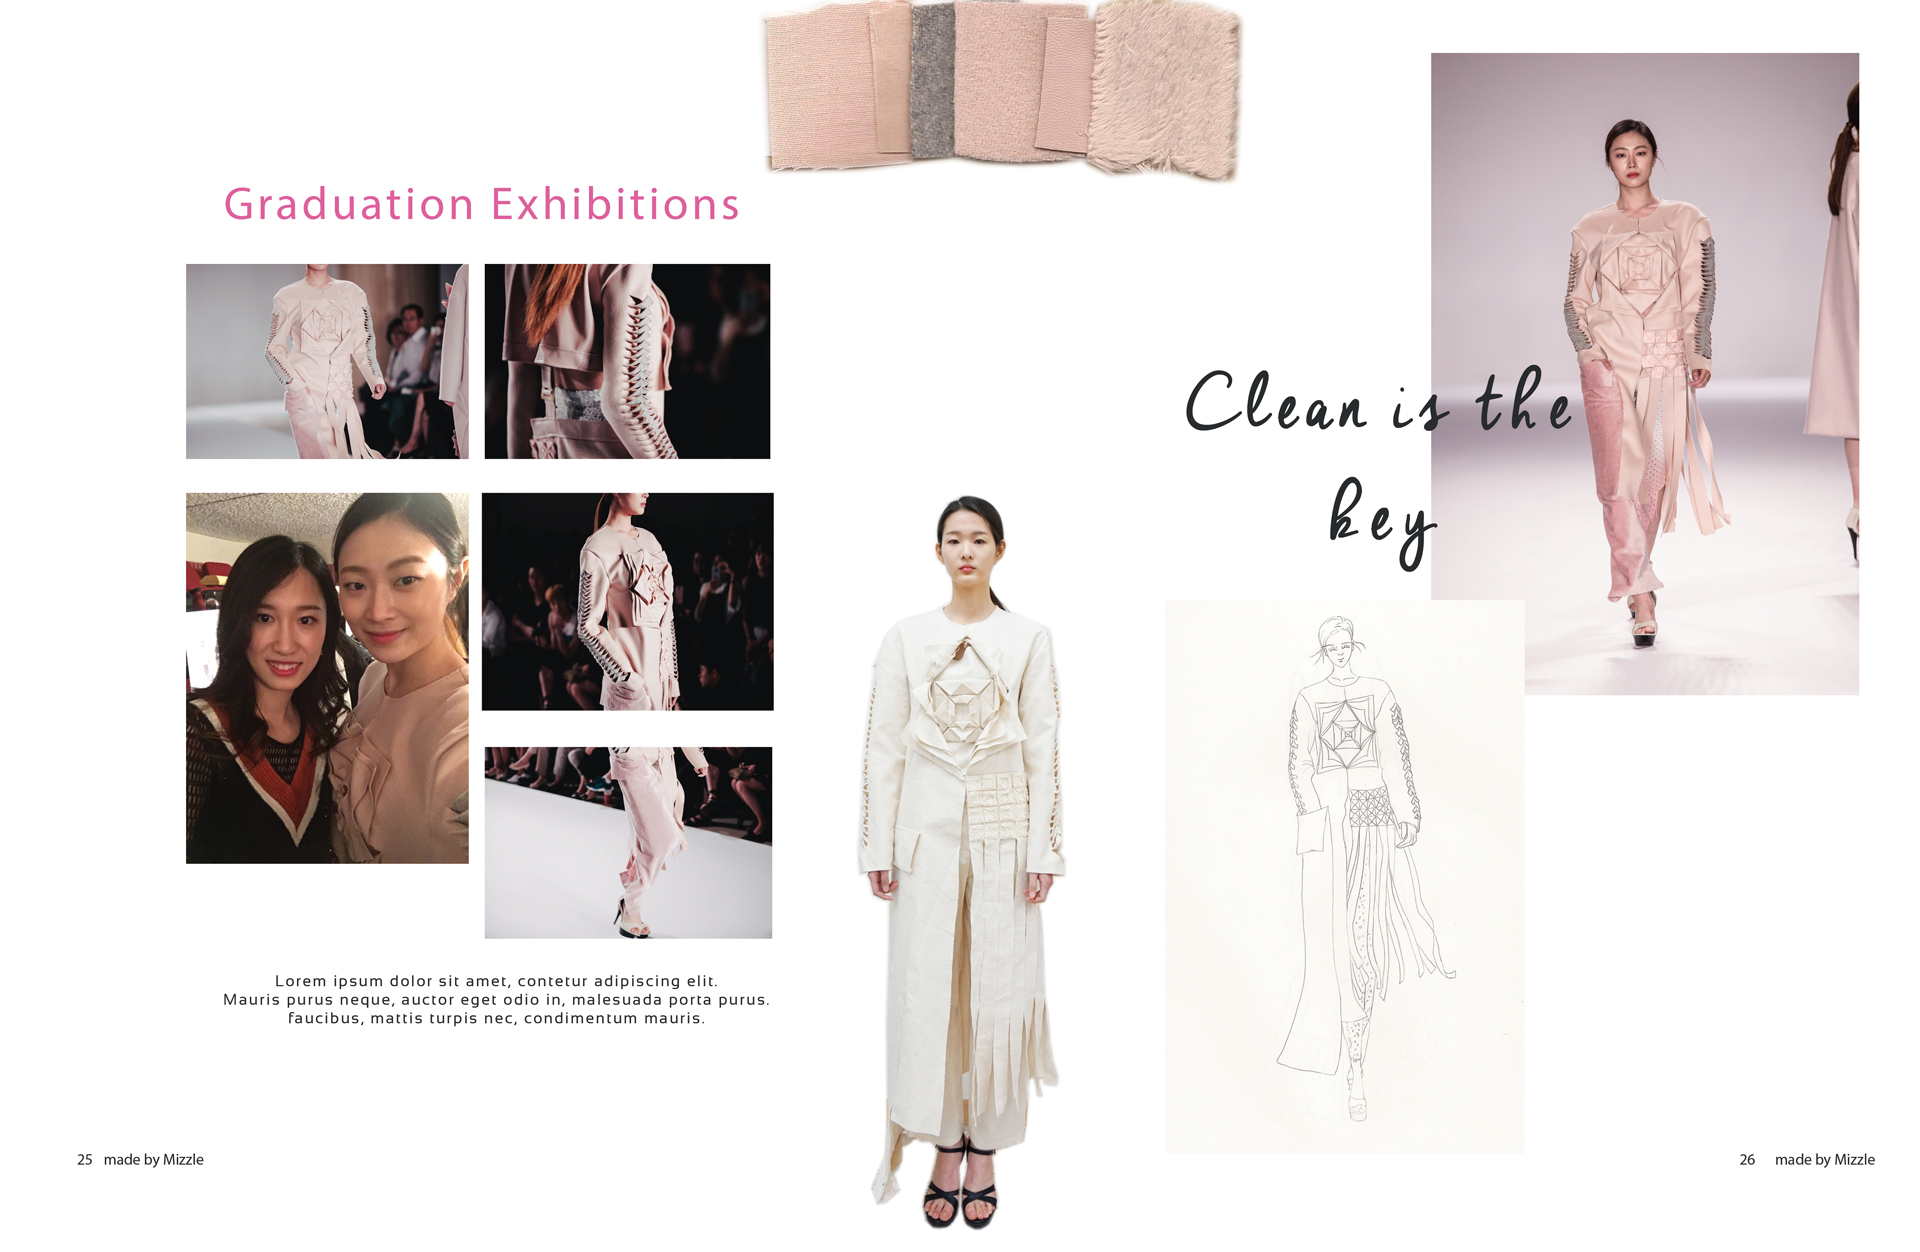 Graduation Exhibitions
Clean is the
key
Lorem ipsum dolor sit amet, contetur adipiscing elit.
Mauris purus neque, auctor eget odio in, malesuada porta purus.
faucibus, mattis turpis nec, condimentum mauris.
25 made by Mizzle
26 made by Mizzle